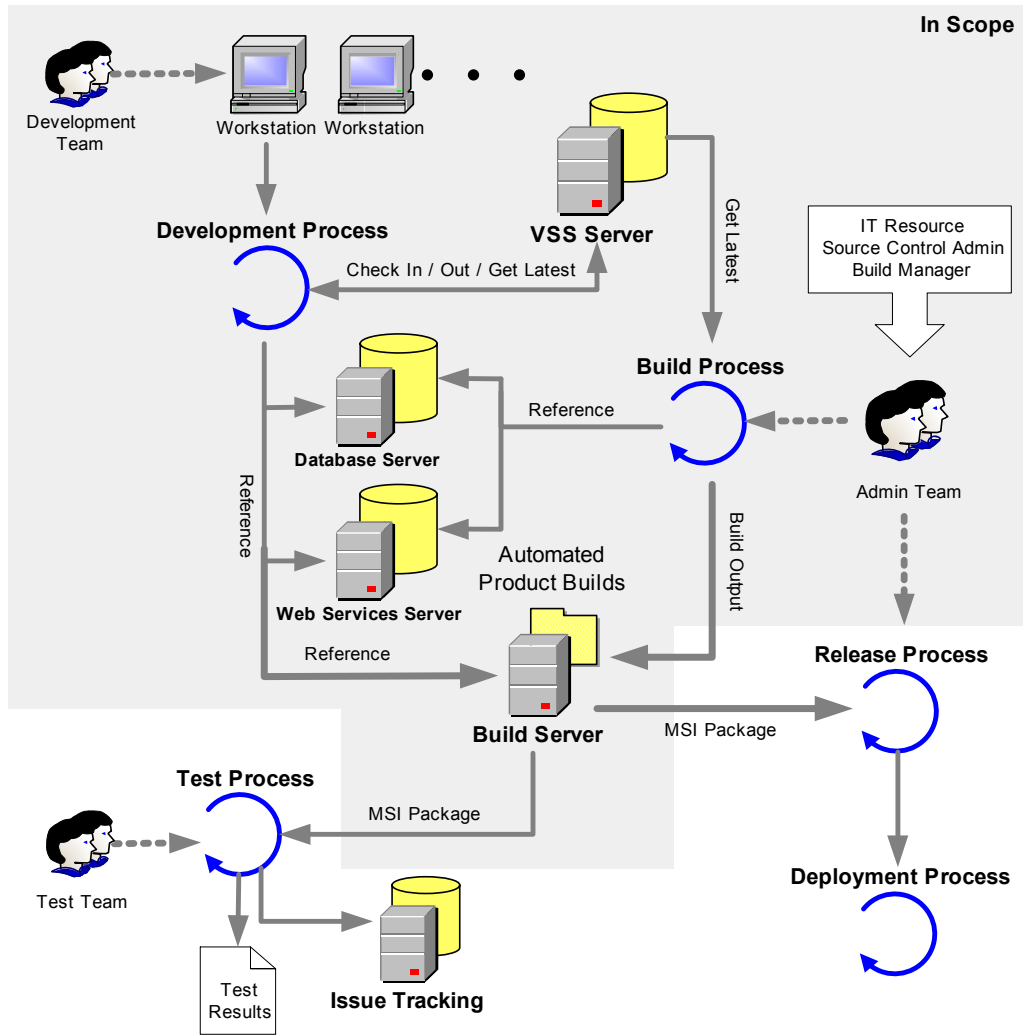 In Scope
Development
Team
Workstation
Workstation
VSS Server
Development Process
Check In / Out / Get Latest
Get Latest
IT Resource
Source Control Admin
Build Manager
Build Process
Reference
Database Server
Admin Team
Reference
Build Output
Automated
Product Builds
Web Services Server
Reference
Release Process
Build Server
MSI Package
Test Process
MSI Package
Test Team
Deployment Process
Test
Results
Issue Tracking